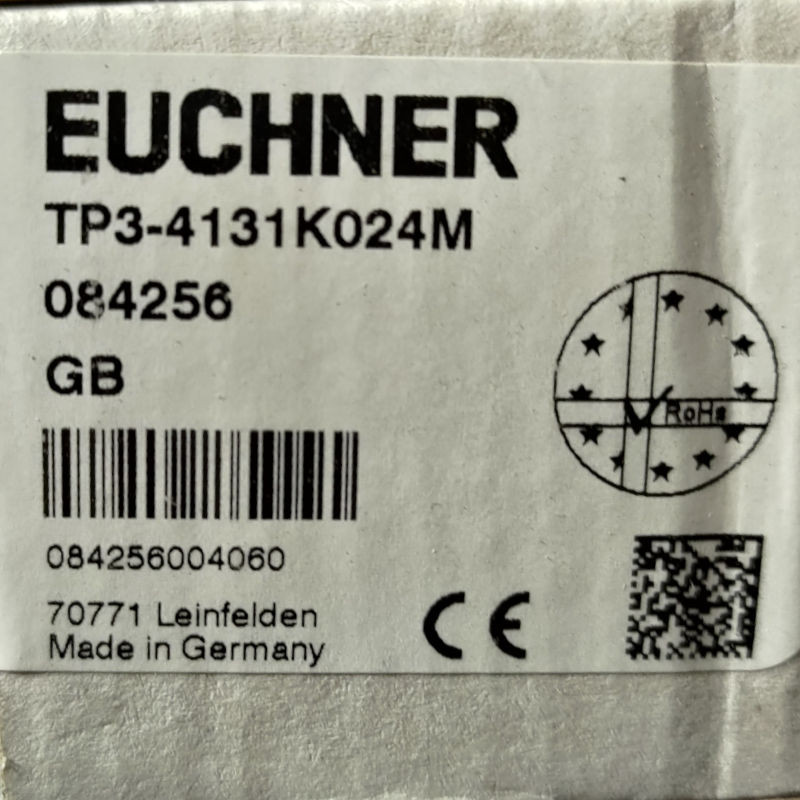 EUCHNER
TP3-4131K024M
084256
GB
RoHs
084256004060
70771 Leinfelden
Made in Germany
CE